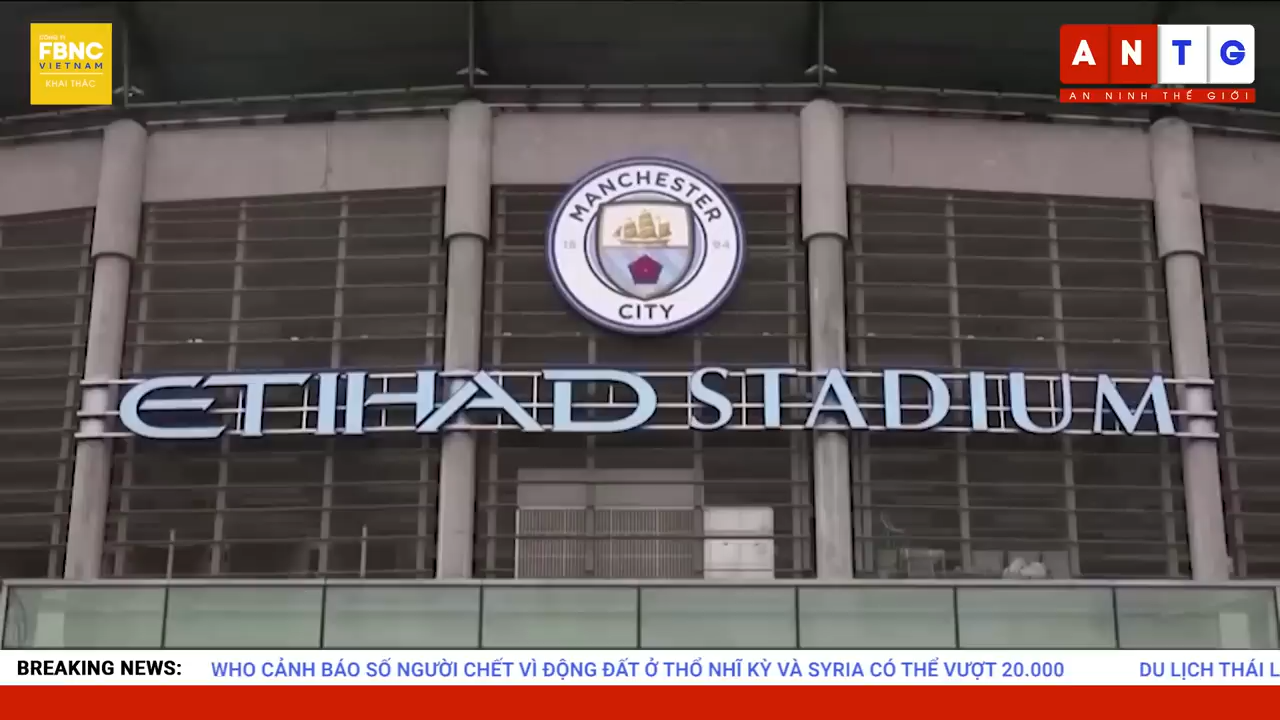 CÔNG TY
FBNC
VIETNAM
KHAI THÁC
ANTG
AN NINH THẾ GIỚI
MANCHESTER
18 94
CITY
ETIHAD STADIUM
BREAKING NEWS: WHO CẢNH BÁO SỐ NGƯỜI CHẾT VÌ ĐỘNG ĐẤT Ở THỔ NHĨ KỲ VÀ SYRIA CÓ THỂ VƯỢT 20.000 DU LỊCH THÁI L